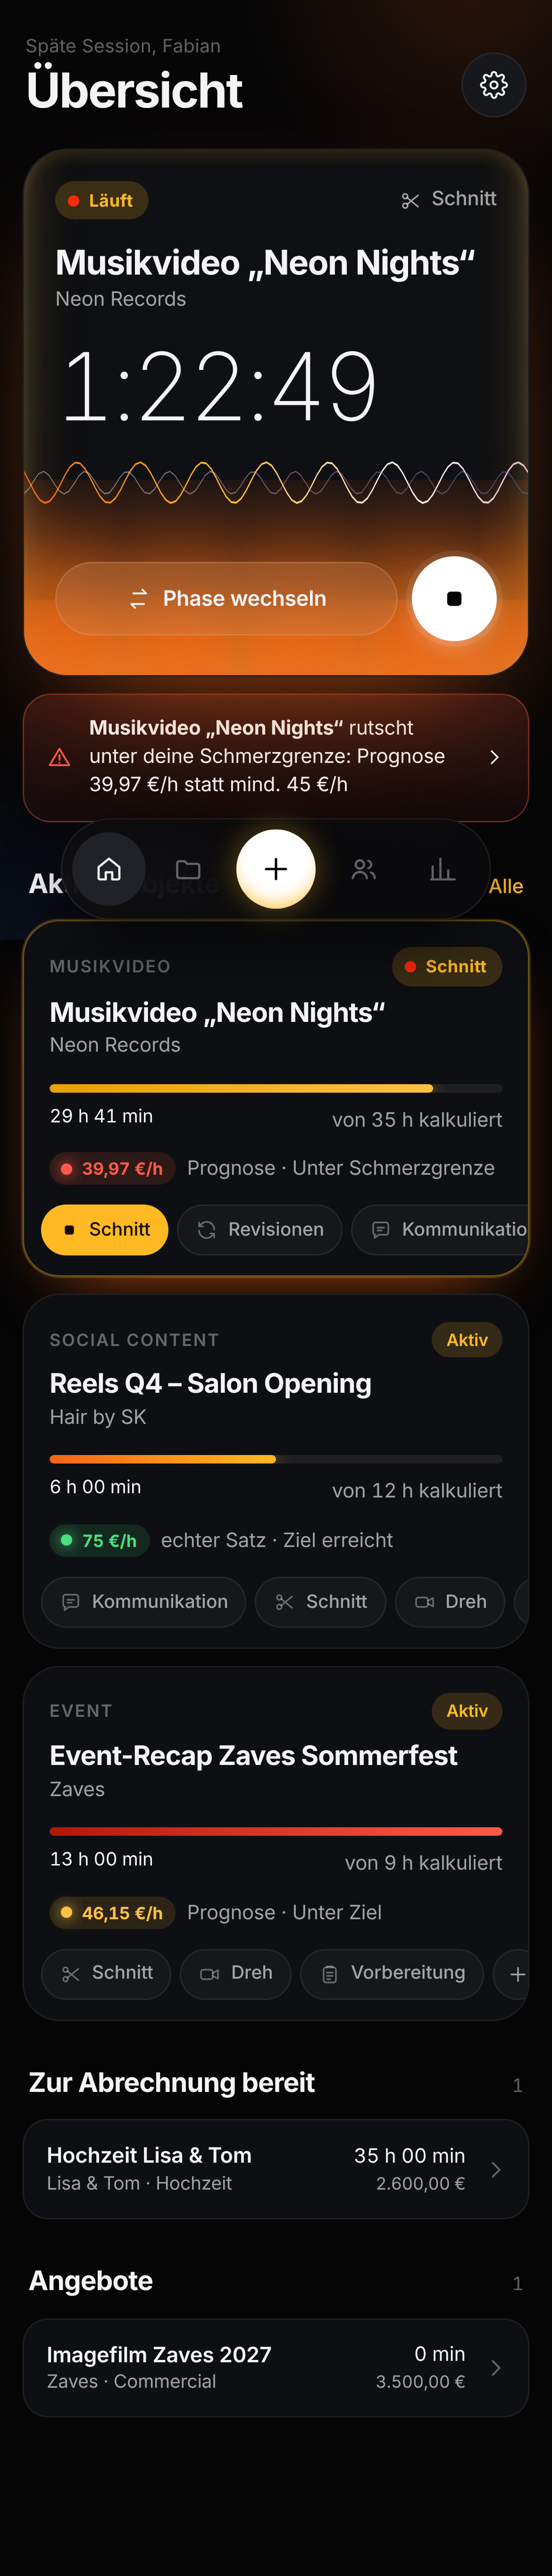 Späte Session, Fabian
Übersicht
Läuft
Schnitt
Musikvideo „Neon Nights“
Neon Records
1:22:49
Phase wechseln
Musikvideo „Neon Nights“ rutscht
unter deine Schmerzgrenze: Prognose
39,97 €/h statt mind. 45 €/h
Alle
MUSIKVIDEO
Schnitt
Musikvideo „Neon Nights“
Neon Records
29 h 41 min
von 35 h kalkuliert
39,97 €/h
Prognose · Unter Schmerzgrenze
Schnitt
Revisionen
Kommunikatio
SOCIAL CONTENT
Aktiv
Reels Q4 – Salon Opening
Hair by SK
6 h 00 min
von 12 h kalkuliert
75 €/h
echter Satz · Ziel erreicht
Kommunikation
Schnitt
Dreh
EVENT
Aktiv
Event-Recap Zaves Sommerfest
Zaves
13 h 00 min
von 9 h kalkuliert
46,15 €/h
Prognose · Unter Ziel
Schnitt
Dreh
Vorbereitung
Zur Abrechnung bereit
1
Hochzeit Lisa & Tom
35 h 00 min
Lisa & Tom · Hochzeit
2.600,00 €
Angebote
1
Imagefilm Zaves 2027
0 min
Zaves · Commercial
3.500,00 €